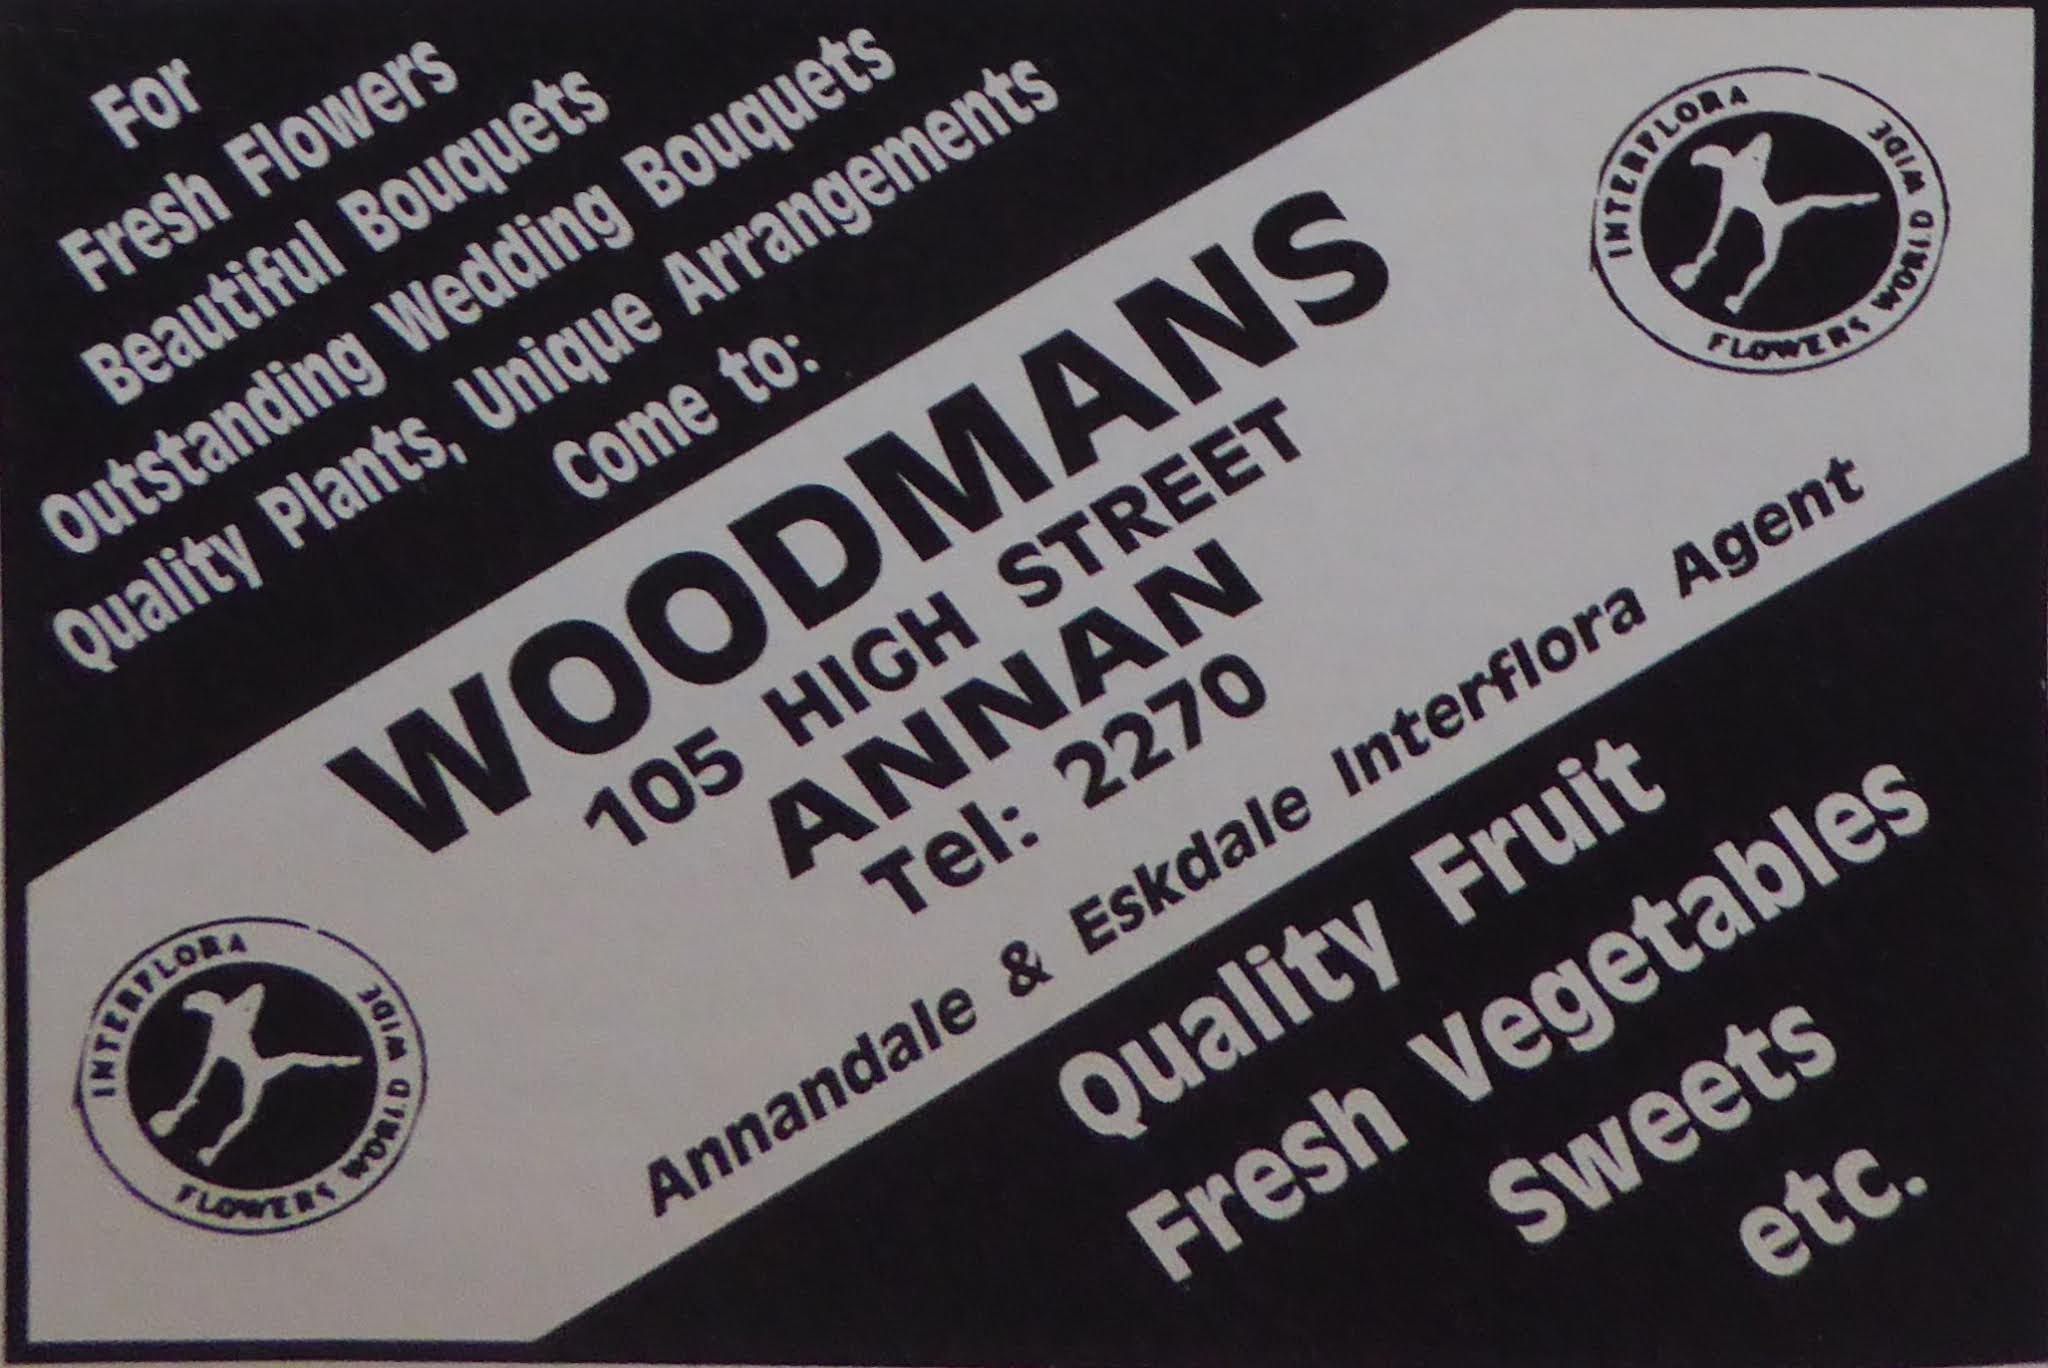 For
Fresh Flowers
Beautiful Bouquets
Outstanding Wedding Bouquets
Quality Plants, Unique Arrangements
come to:
WOODMANS
105 HIGH STREET
ANNAN
Tel: 2270
Annandale & Eskdale Interflora Agent
INTERFLORA
FLOWERS WORLD WIDE
INTERFLORA
FLOWERS WORLD WIDE
Quality Fruit
Fresh Vegetables
Sweets
etc.